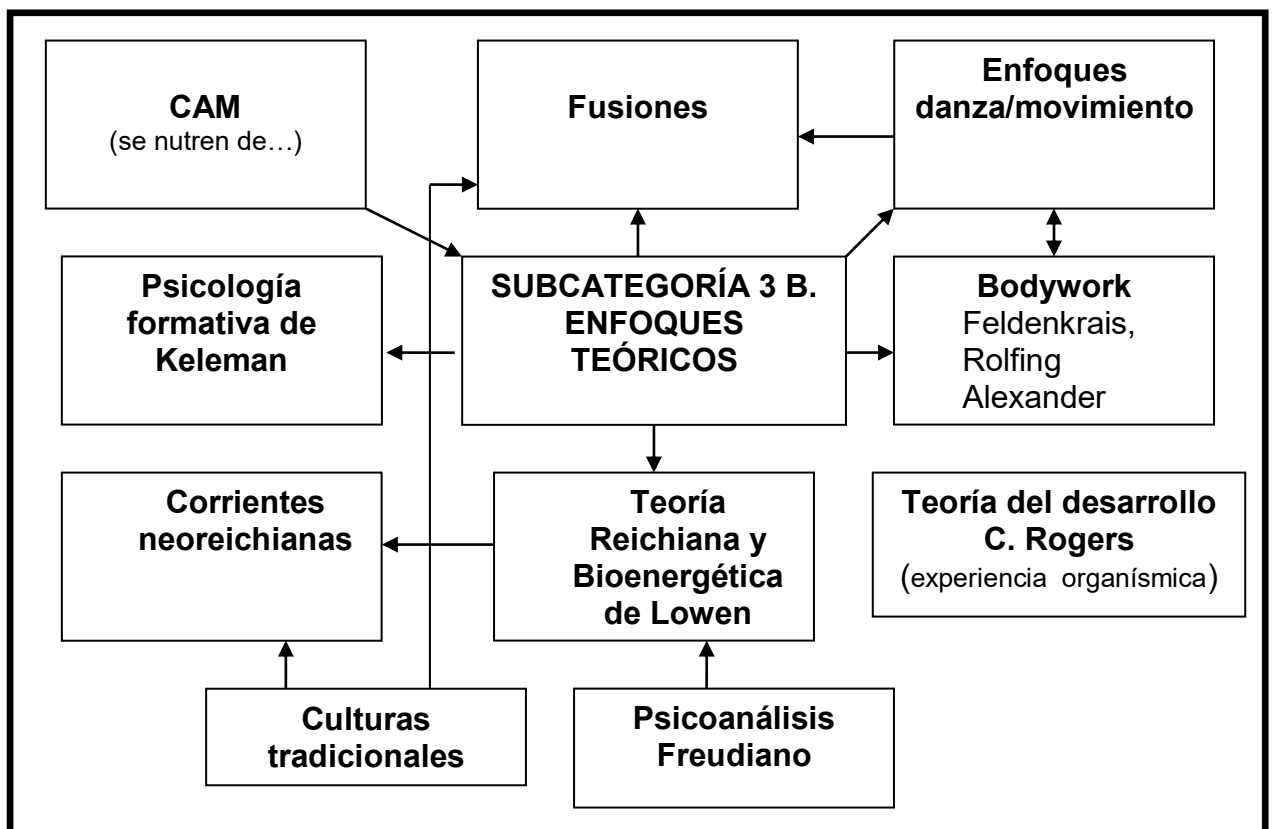 CAM
(se nutren de…)
Fusiones
Enfoques
danza/movimiento
Psicología
formativa de
Keleman
SUBCATEGORÍA 3 B.
ENFOQUES
TEÓRICOS
Bodywork
Feldenkrais,
Rolfing
Alexander
Corrientes
neoreichianas
Teoría
Reichiana y
Bioenergética
de Lowen
Teoría del desarrollo
C. Rogers
(experiencia organísmica)
Culturas
tradicionales
Psicoanálisis
Freudiano